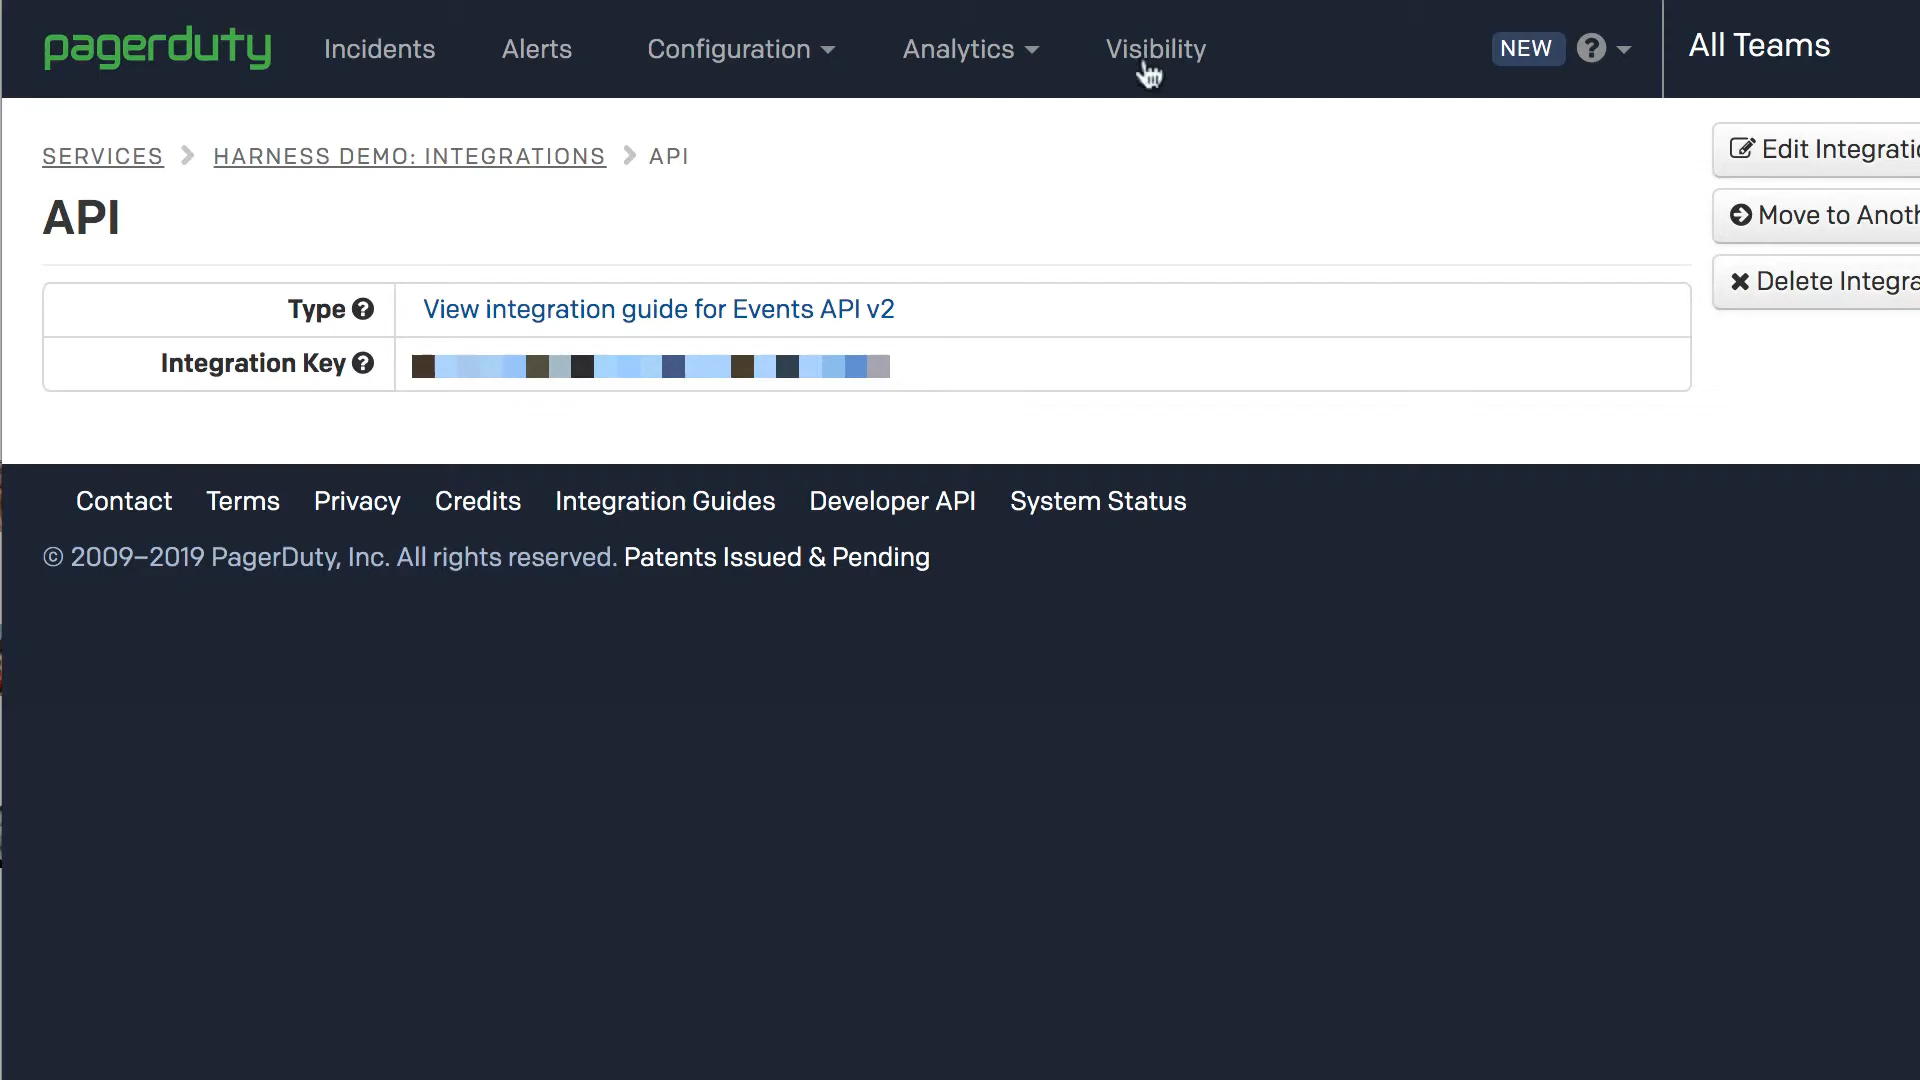 pagerduty Incidents Alerts Configuration Analytics Visibility NEW All Teams
SERVICES HARNESS DEMO: INTEGRATIONS API
Edit Integratio
API
Move to Anoth
Delete Integra
Type View integration guide for Events API v2
Integration Key
Contact Terms Privacy Credits Integration Guides Developer API System Status
© 2009–2019 PagerDuty, Inc. All rights reserved. Patents Issued & Pending